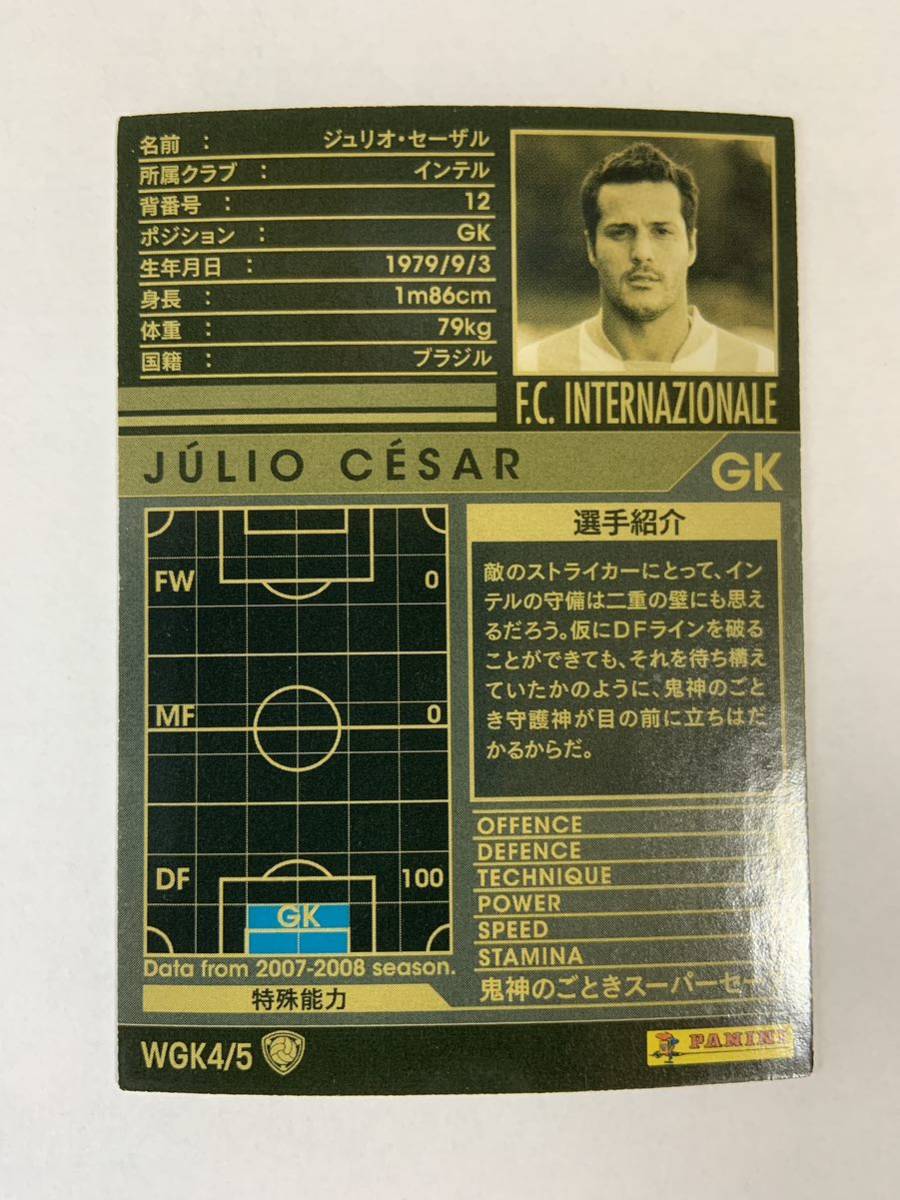 名前 : ジュリオ・セーザル
所属クラブ : インテル
背番号 : 12
ポジション : GK
生年月日 : 1979/9/3
身長 : 1m86cm
体重 : 79kg
国籍 : ブラジル
F.C. INTERNAZIONALE
JÚLIO CÉSAR GK
FW 0
MF 0
DF 100
GK
Data from 2007-2008 season.
選手紹介
敵のストライカーにとって、イン
テルの守備は二重の壁にも思え
るだろう。仮にDFラインを破る
ことができても、それを待ち構え
ていたかのように、鬼神のごと
き守護神が目の前に立ちはだ
かるからだ。
OFFENCE
DEFENCE
TECHNIQUE
POWER
SPEED
STAMINA
特殊能力
鬼神のごときスーパーセー
WGK4/5
PANINI